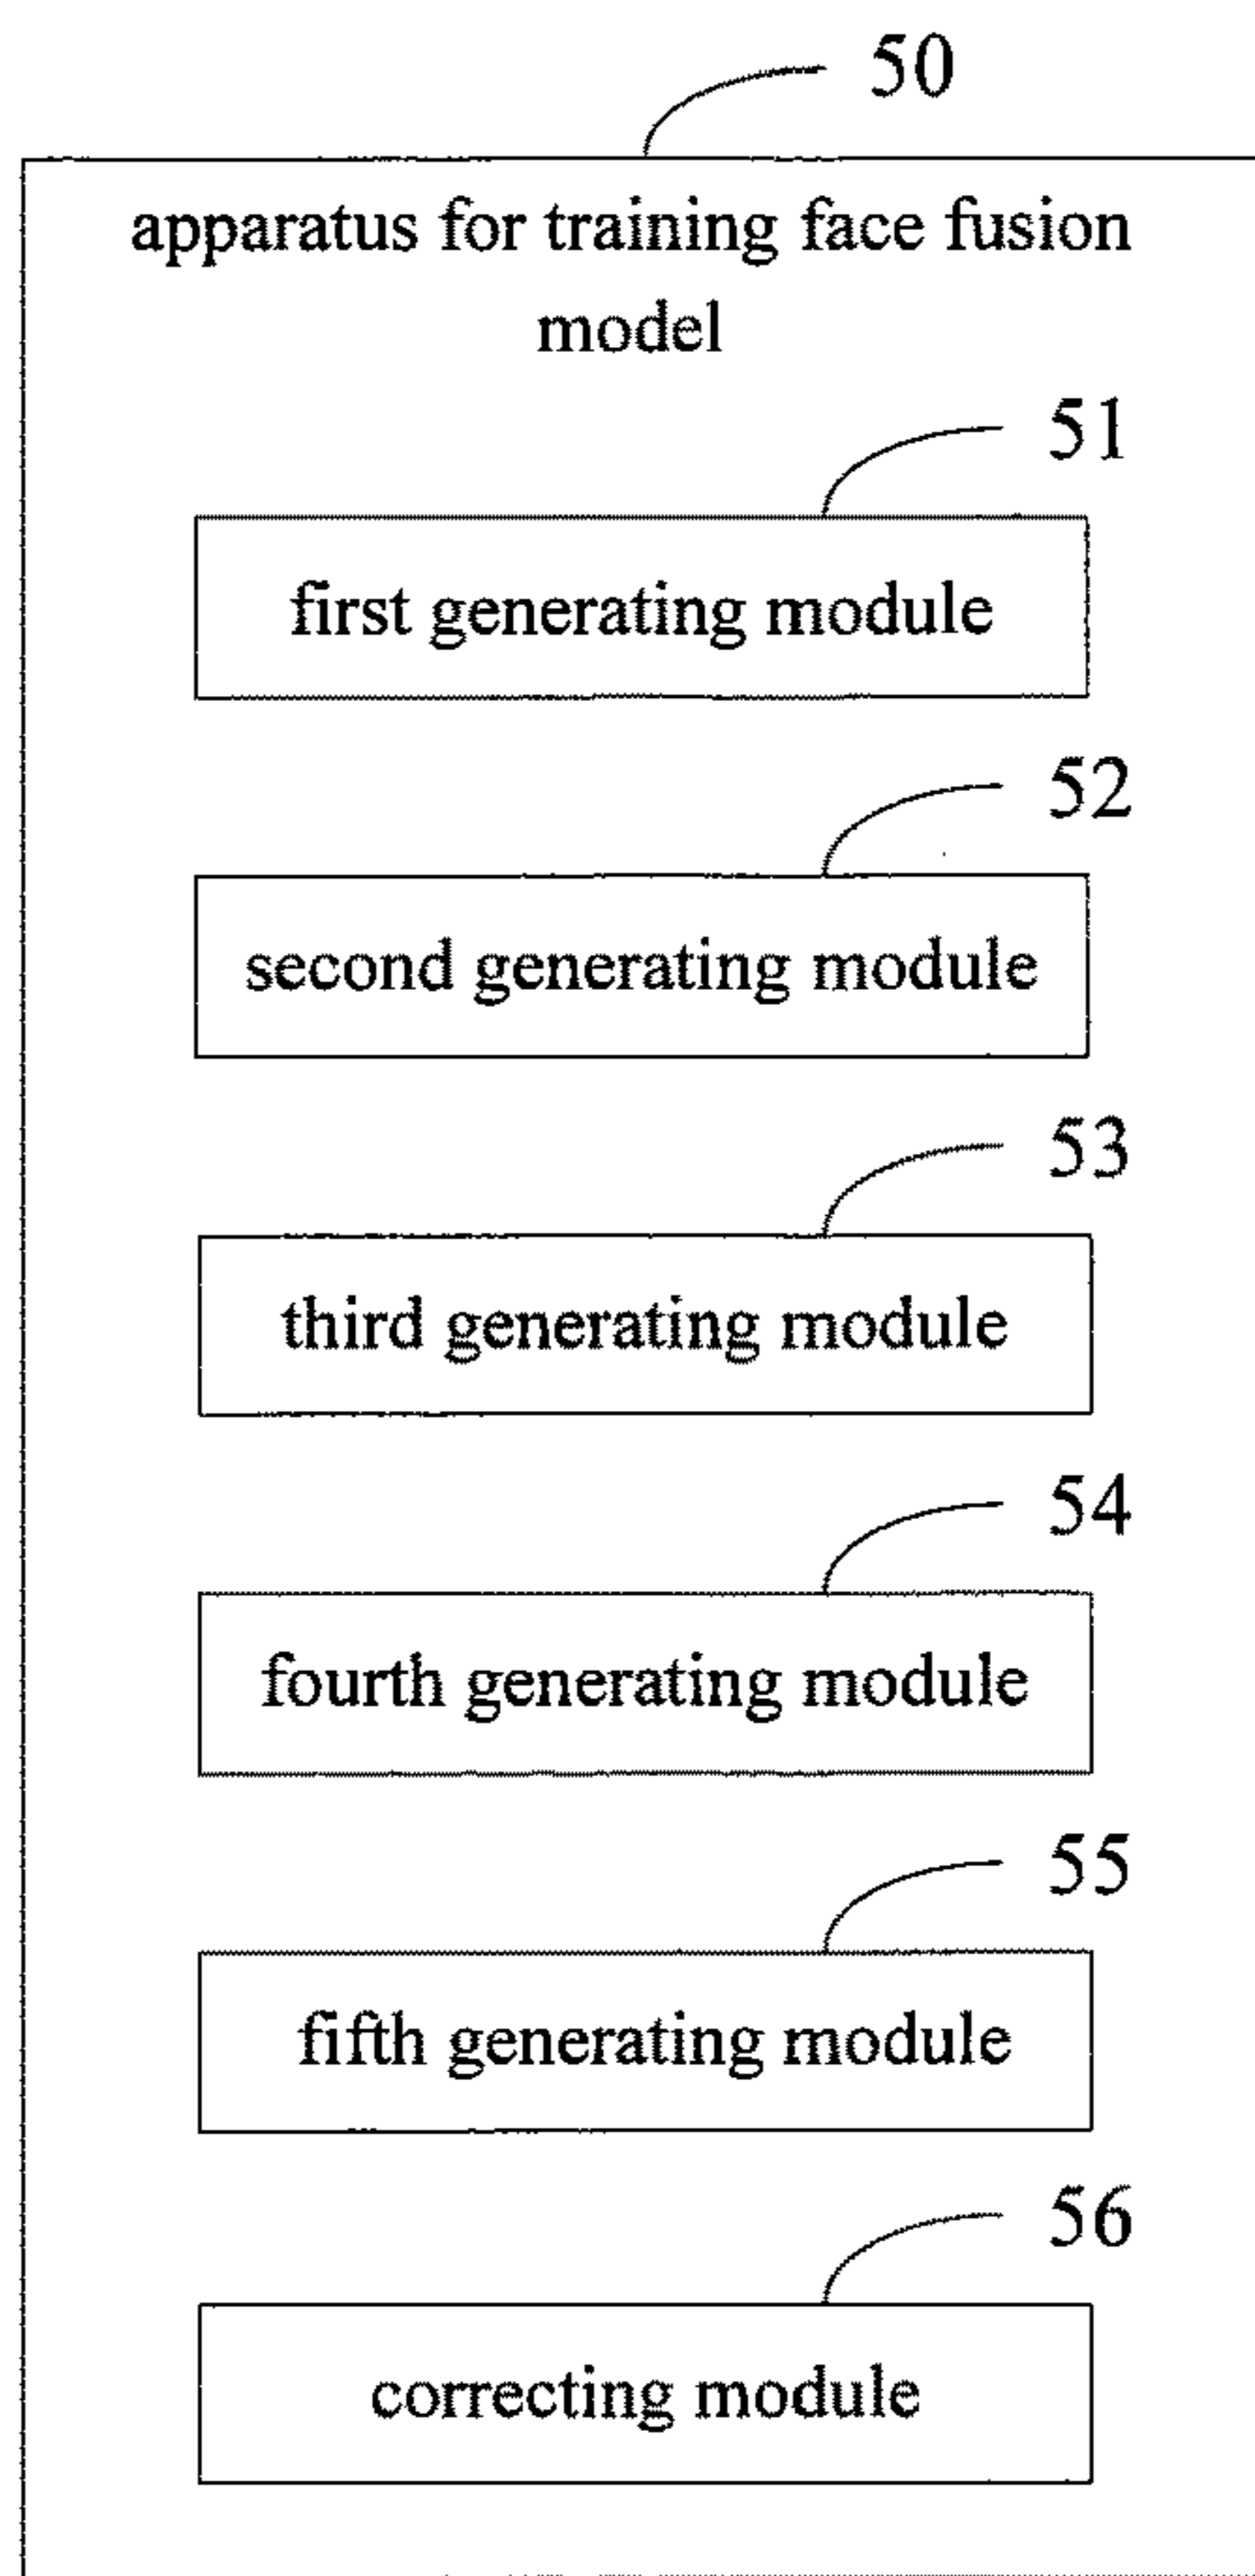 50
apparatus for training face fusion
model
51
first generating module
52
second generating module
53
third generating module
54
fourth generating module
55
fifth generating module
56
correcting module